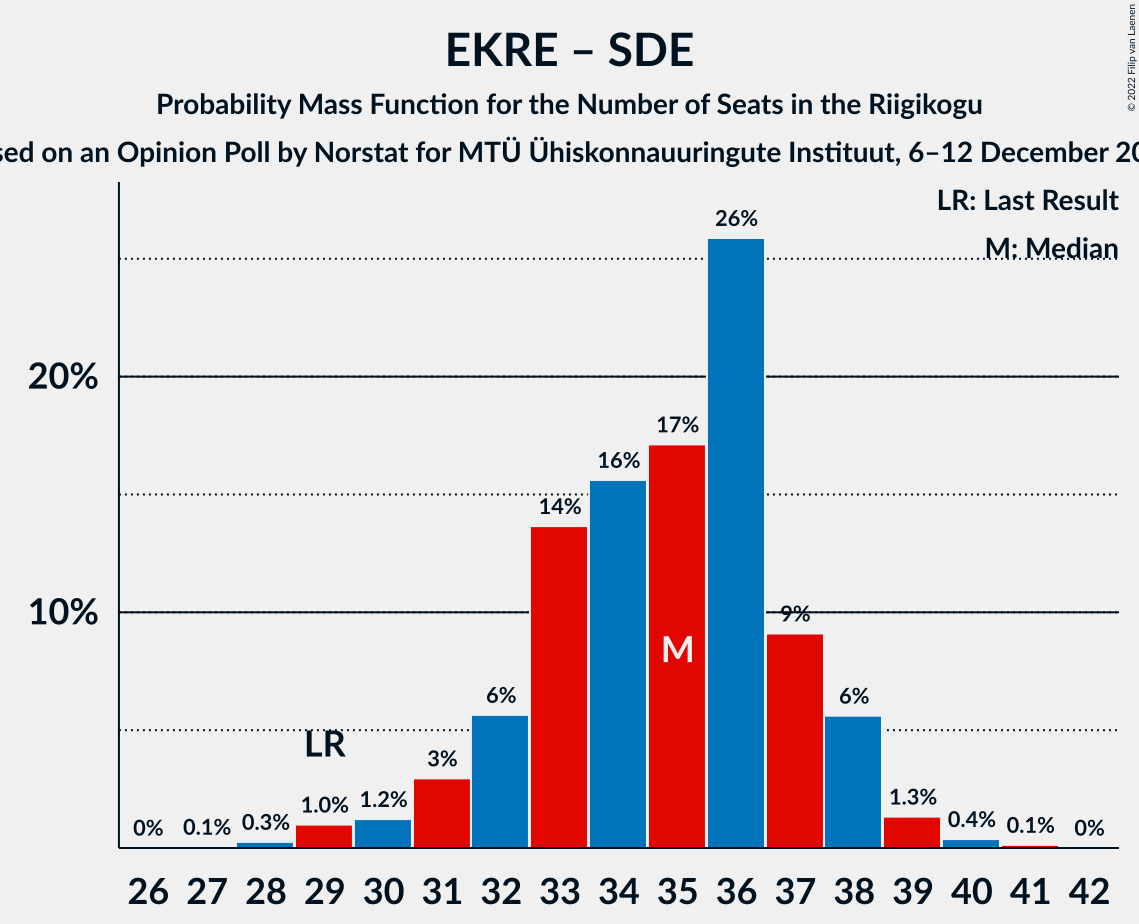 EKRE – SDE
Probability Mass Function for the Number of Seats in the Riigikogu
sed on an Opinion Poll by Norstat for MTÜ Ühiskonnauuringute Instituut, 6–12 December 20
© 2022 Filip van Laenen
LR: Last Result
M: Median
26%
20%
17%
16%
14%
10%
9%
M
6%
6%
LR
3%
1.0%
1.2%
1.3%
0%
0.1%
0.3%
0.4%
0.1%
0%
26 27 28 29 30 31 32 33 34 35 36 37 38 39 40 41 42